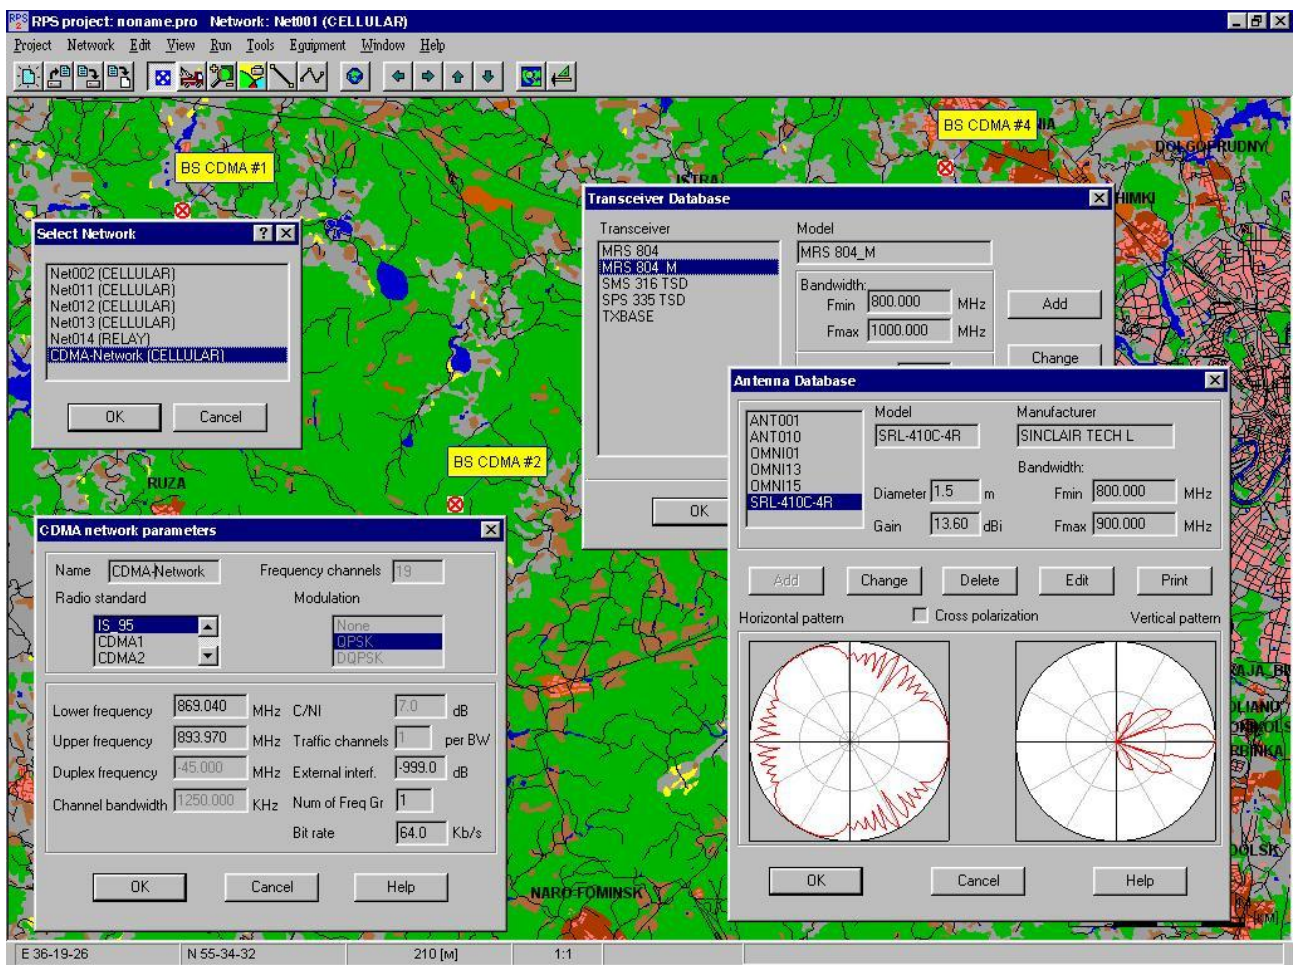 RPS project: noname.pro Network: Net001 (CELLULAR)
Project Network Edit View Run Tools Equipment Window Help
BS CDMA #4
DOLGOPRUDNY
BS CDMA #1
ISTRA
HIMKI
Select Network
Net002 (CELLULAR)
Net011 (CELLULAR)
Net012 (CELLULAR)
Net013 (CELLULAR)
Net014 (RELAY)
CDMA-Network (CELLULAR)
OK Cancel
Transceiver Database
Transceiver Model
MRS 804
MRS 804_M
SMS 316 TSD
SPS 335 TSD
TXBASE
MRS 804_M
Bandwidth:
Fmin 800.000 MHz
Fmax 1000.000 MHz
Add
Change
OK
BS CDMA #2
RUZA
Antenna Database
ANT001
ANT010
OMNI01
OMNI13
OMNI15
SRL-410C-4R
Model Manufacturer
SRL-410C-4R SINCLAIR TECH L
Bandwidth:
Diameter 1.5 m Fmin 800.000 MHz
Gain 13.60 dBi Fmax 900.000 MHz
Add Change Delete Edit Print
Horizontal pattern Cross polarization Vertical pattern
OK Cancel Help
CDMA network parameters
Name CDMA-Network Frequency channels 19
Radio standard Modulation
IS_95
CDMA1
CDMA2
None
QPSK
DQPSK
Lower frequency 869.040 MHz C/NI 7.0 dB
Upper frequency 893.970 MHz Traffic channels 1 per BW
Duplex frequency -45.000 MHz External interf. -999.0 dB
Channel bandwidth 1250.000 KHz Num of Freq Gr 1
Bit rate 64.0 Kb/s
OK Cancel Help
NARO-FOMINSK
E 36-19-26 N 55-34-32 210 [м] 1:1